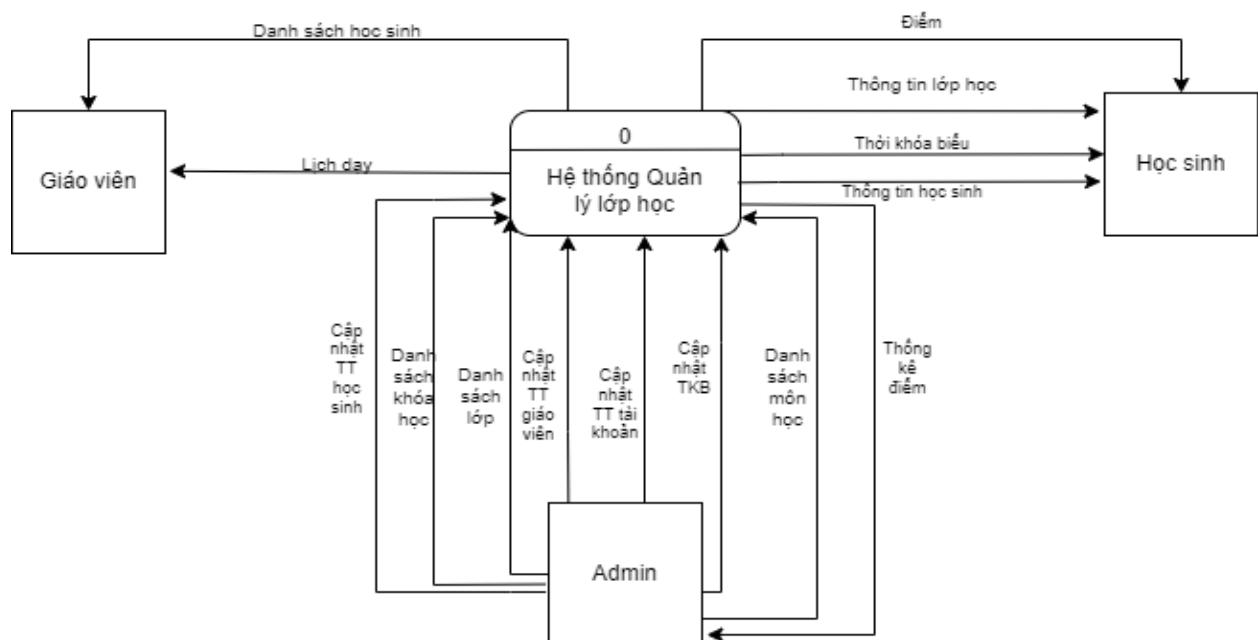 Danh sách học sinh
Điểm
Thông tin lớp học
0
Thời khóa biểu
Giáo viên
Lịch dạy
Hệ thống Quản
lý lớp học
Học sinh
Thông tin học sinh
Cập
nhật
TT
học
sinh
Danh
sách
khóa
học
Danh
sách
lớp
Cập
nhật
TT
giáo
viên
Cập
nhật
TT tài
khoản
Cập
nhật
TKB
Danh
sách
môn
học
Thống
kê
điểm
Admin